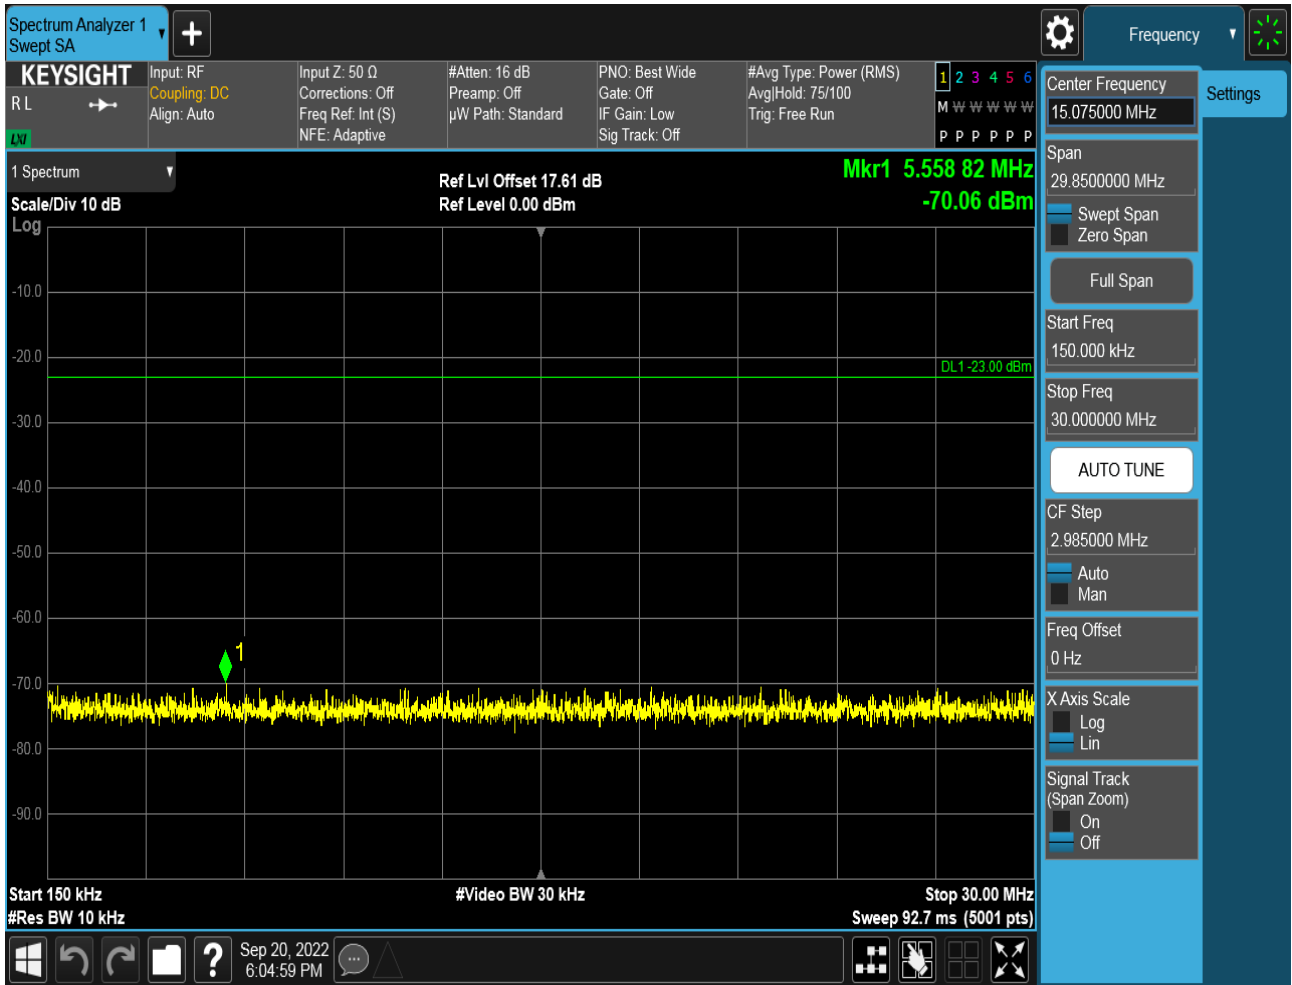 Spectrum Analyzer 1
Swept SA
Frequency
KEYSIGHT
R L
LXI
Input: RF
Coupling: DC
Align: Auto
Input Z: 50 Ω
Corrections: Off
Freq Ref: Int (S)
NFE: Adaptive
#Atten: 16 dB
Preamp: Off
µW Path: Standard
PNO: Best Wide
Gate: Off
IF Gain: Low
Sig Track: Off
#Avg Type: Power (RMS)
Avg|Hold: 75/100
Trig: Free Run
1 2 3 4 5 6
M W W W W W
P P P P P P
1 Spectrum
Scale/Div 10 dB
Log
Ref Lvl Offset 17.61 dB
Ref Level 0.00 dBm
Mkr1 5.558 82 MHz
-70.06 dBm
-10.0
-20.0
DL1 -23.00 dBm
-30.0
-40.0
-50.0
-60.0
1
-70.0
-80.0
-90.0
Start 150 kHz
#Video BW 30 kHz
Stop 30.00 MHz
#Res BW 10 kHz
Sweep 92.7 ms (5001 pts)
Sep 20, 2022
6:04:59 PM
Center Frequency
15.075000 MHz
Settings
Span
29.8500000 MHz
Swept Span
Zero Span
Full Span
Start Freq
150.000 kHz
Stop Freq
30.000000 MHz
AUTO TUNE
CF Step
2.985000 MHz
Auto
Man
Freq Offset
0 Hz
X Axis Scale
Log
Lin
Signal Track
(Span Zoom)
On
Off